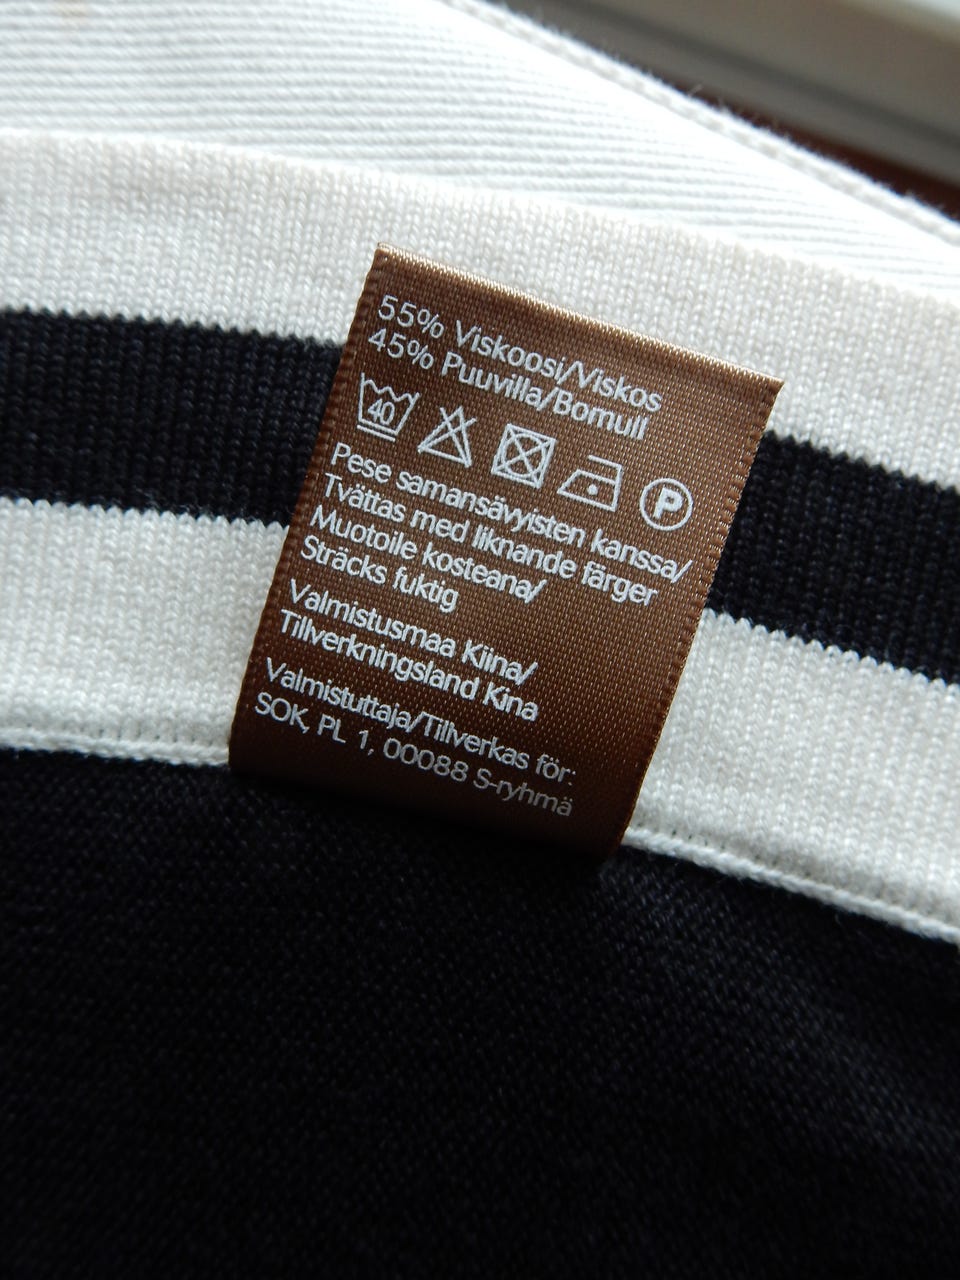 55% Viskoosi/Viskos
45% Puuvilla/Bomull
40 P
Pese samansävyisten kanssa/
Tvättas med liknande färger
Muotoile kosteana/
Sträcks fuktig
Valmistusmaa Kiina/
Tillverkningsland Kina
Valmistuttaja/Tillverkas för:
SOK, PL 1, 00088 S-ryhmä